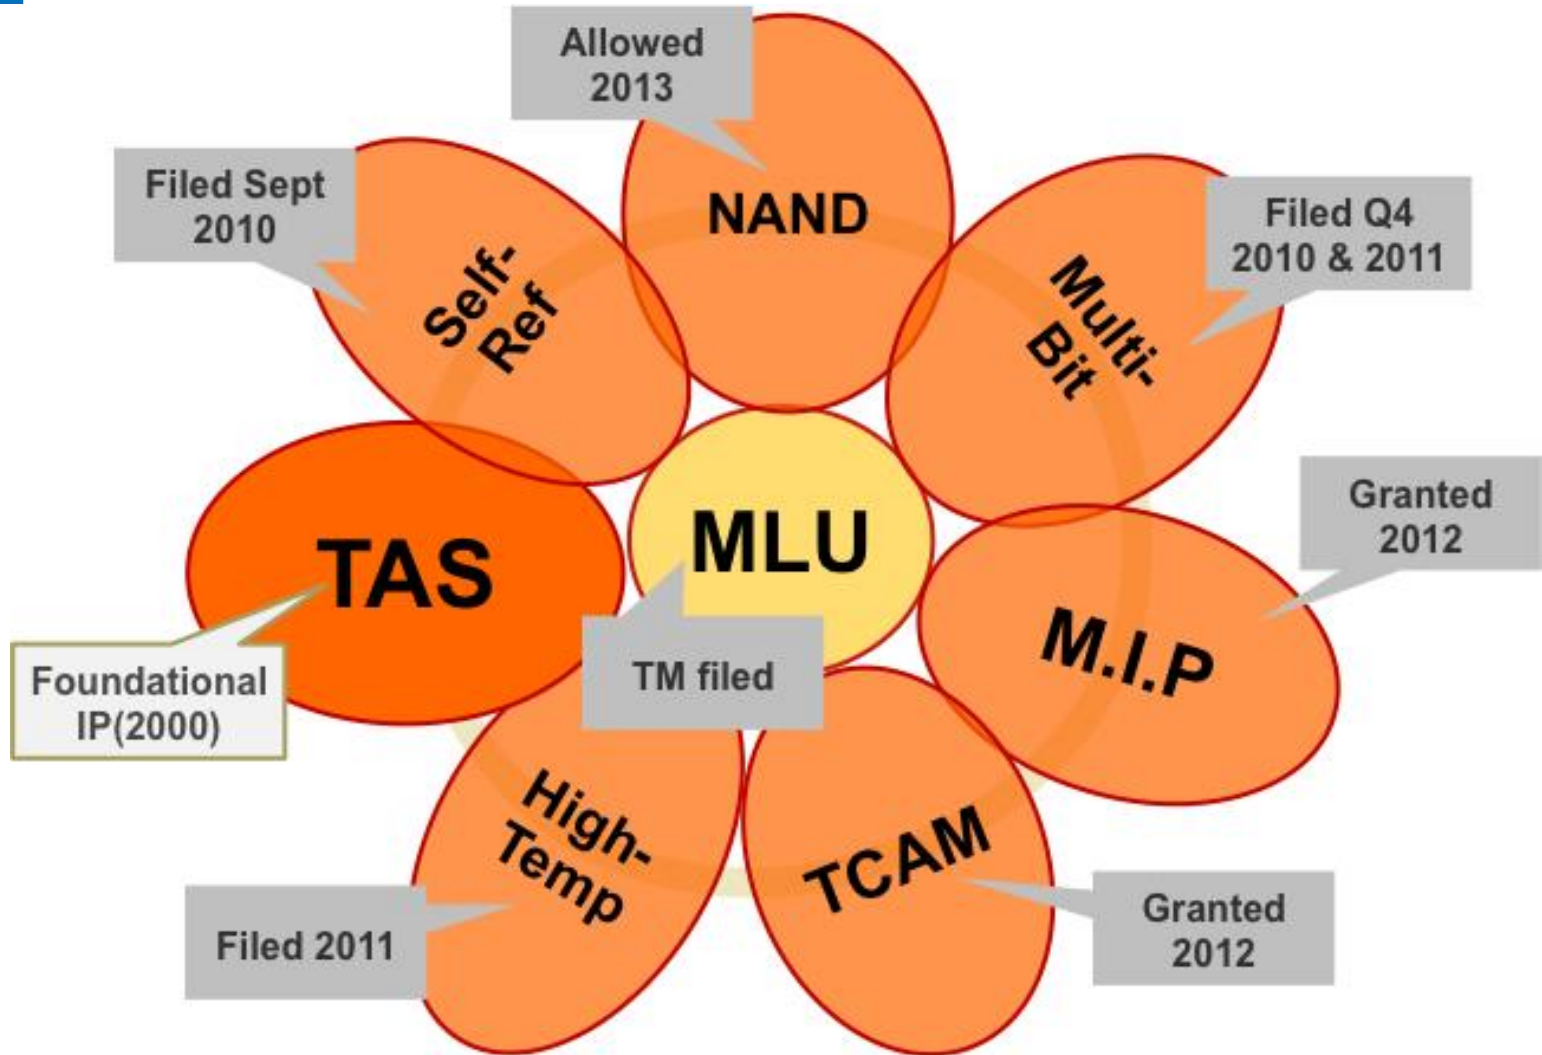 Allowed
2013
NAND
Filed Sept
2010
Self-
Ref
Filed Q4
2010 & 2011
Multi-
Bit
Granted
2012
M.I.P
MLU
TM filed
TAS
Foundational
IP(2000)
High-
Temp
Filed 2011
TCAM
Granted
2012